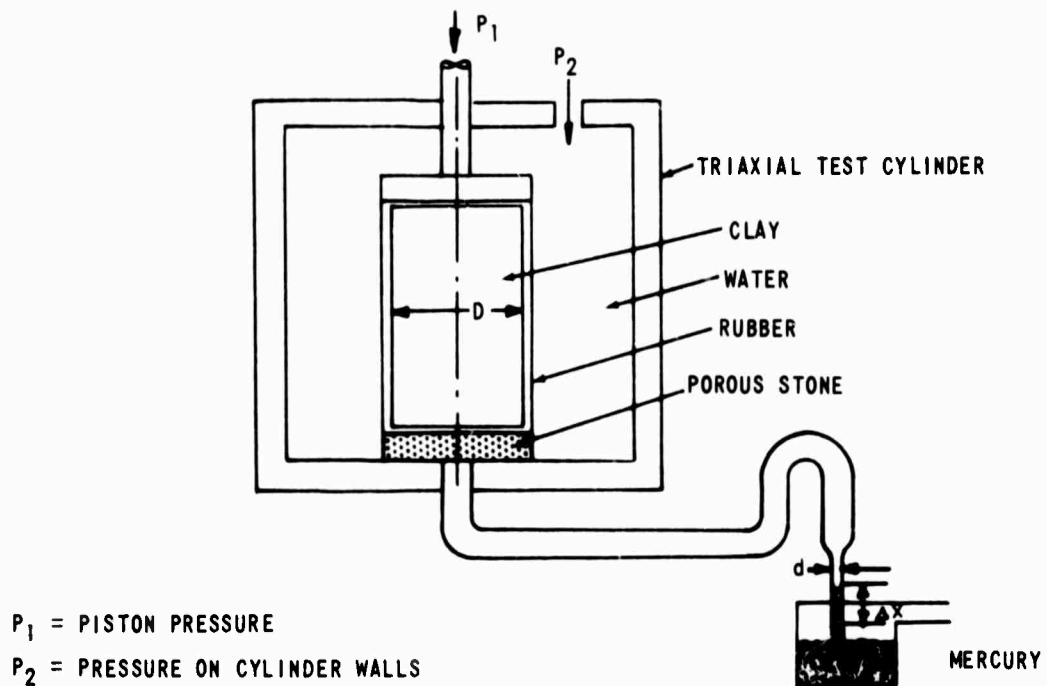 P1
P2
TRIAXIAL TEST CYLINDER
CLAY
WATER
D
RUBBER
POROUS STONE
d
Δx
P1 = PISTON PRESSURE
P2 = PRESSURE ON CYLINDER WALLS
MERCURY